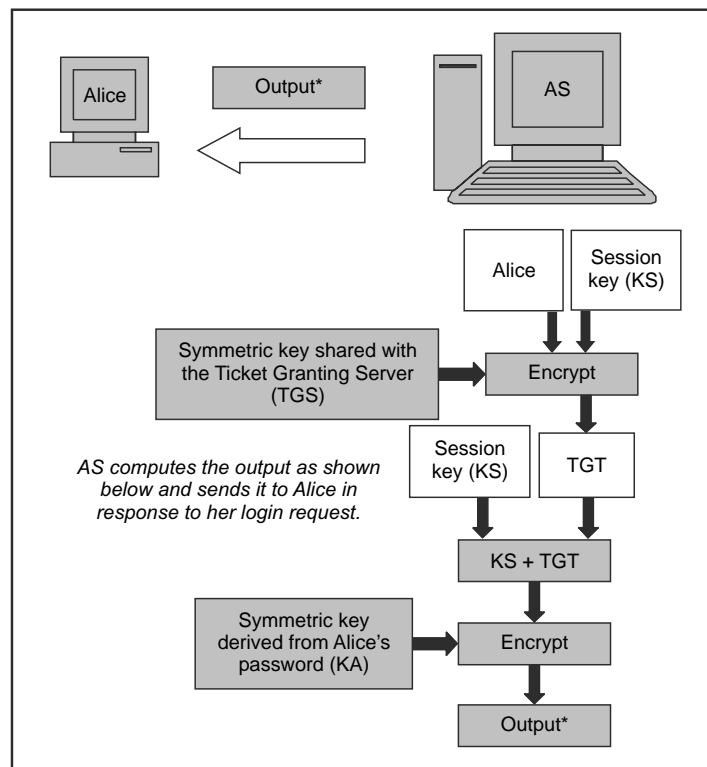 Alice
Output*
AS
Alice
Session
key (KS)
Symmetric key shared with
the Ticket Granting Server
(TGS)
Encrypt
AS computes the output as shown
below and sends it to Alice in
response to her login request.
Session
key (KS)
TGT
KS + TGT
Symmetric key
derived from Alice’s
password (KA)
Encrypt
Output*